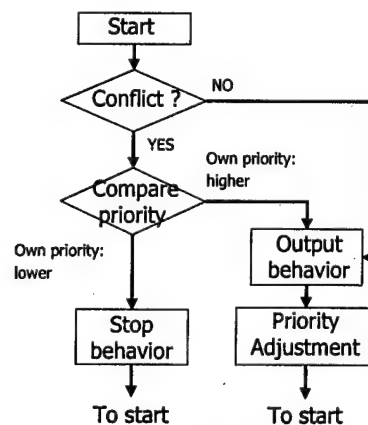 Start
Conflict ?
NO
YES
Own priority:
higher
Compare
priority
Own priority:
lower
Output
behavior
Stop
behavior
Priority
Adjustment
To start
To start